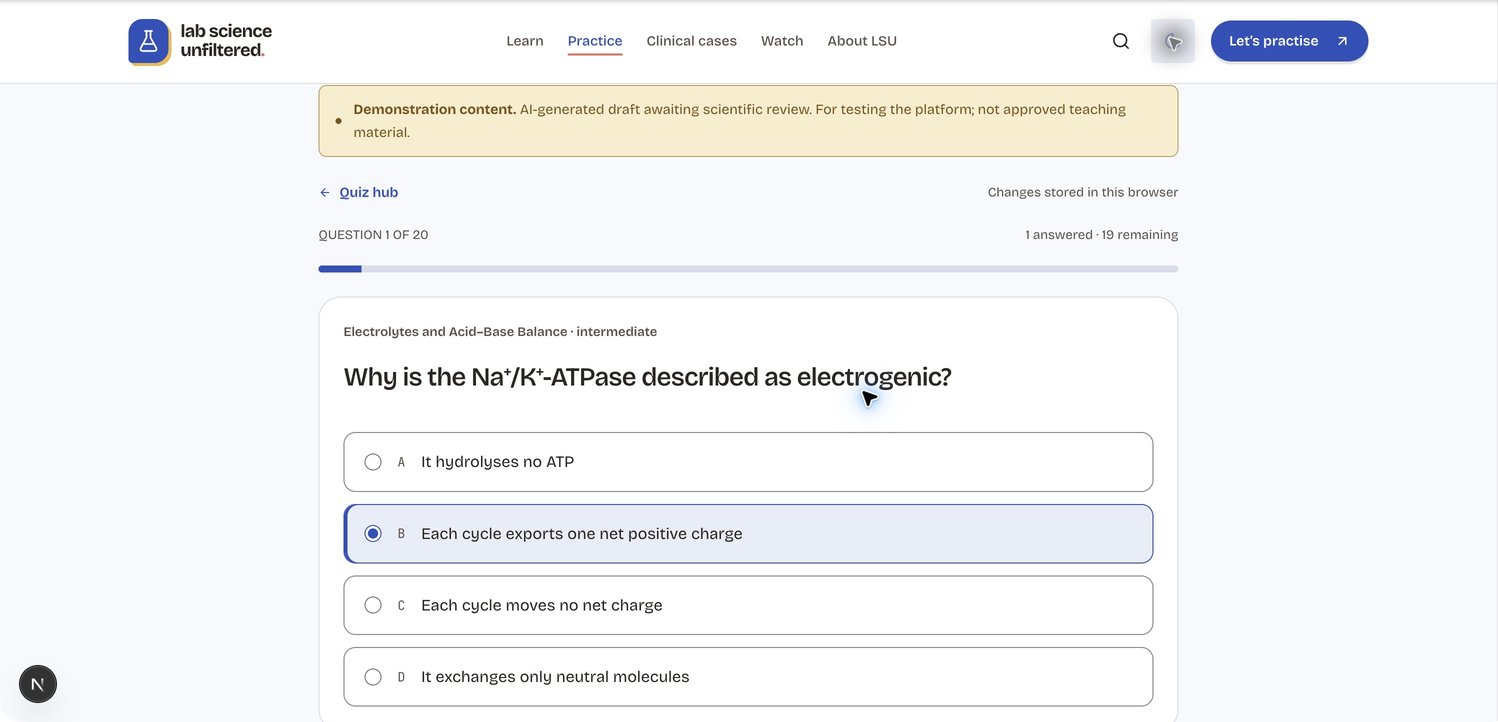 lab science
unfiltered.
Learn
Practice
Clinical cases
Watch
About LSU
Let's practise
Demonstration content. AI-generated draft awaiting scientific review. For testing the platform; not approved teaching
material.
Quiz hub
Changes stored in this browser
QUESTION 1 OF 20
1 answered · 19 remaining
Electrolytes and Acid–Base Balance · intermediate
Why is the Na⁺/K⁺-ATPase described as electrogenic?
A It hydrolyses no ATP
B Each cycle exports one net positive charge
C Each cycle moves no net charge
D It exchanges only neutral molecules
N